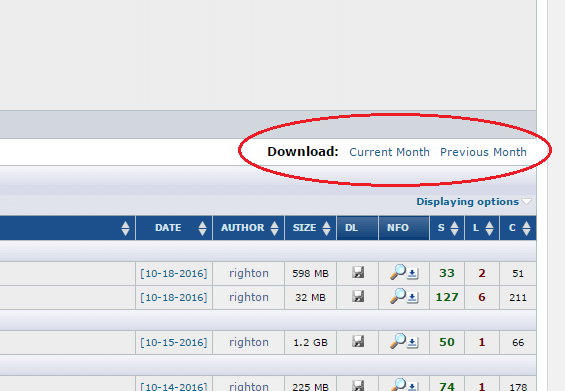 Download: Current Month Previous Month
Displaying options
DATE AUTHOR SIZE DL NFO S L C
[10-18-2016] righton 598 MB 33 2 51
[10-18-2016] righton 32 MB 127 6 211
[10-15-2016] righton 1.2 GB 50 1 66
[10-14-2016] righton 225 MB 74 1 178